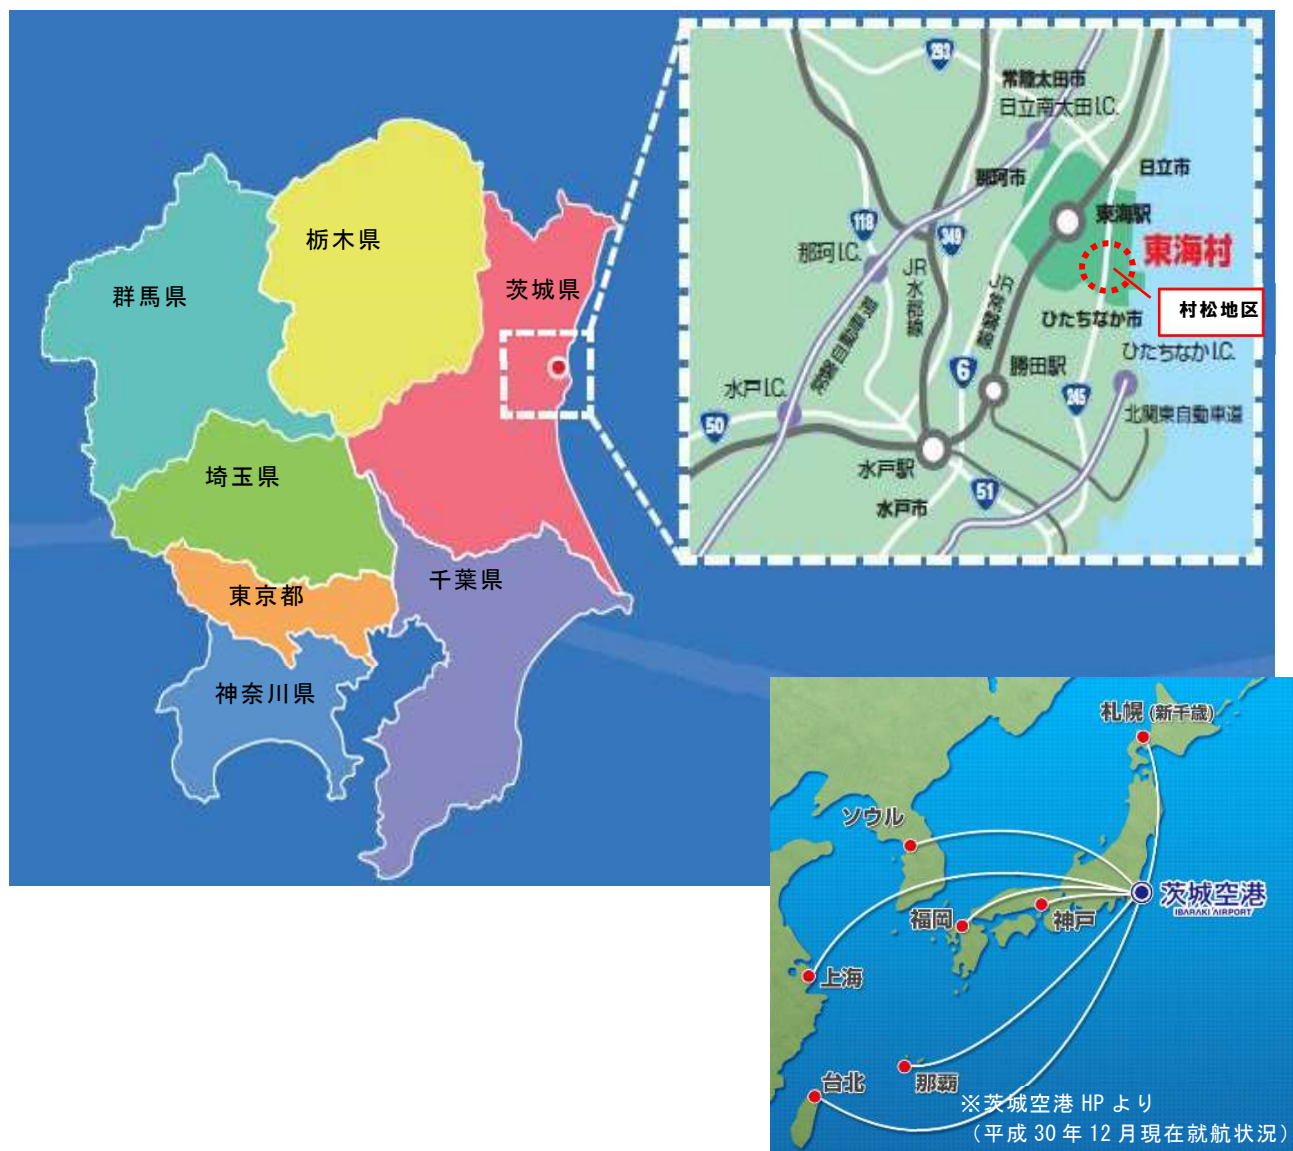 栃木県
群馬県
茨城県
埼玉県
東京都
千葉県
神奈川県
293
常陸太田市
日立南太田I.C.
日立市
那珂市
東海駅
118
349
東海村
那珂I.C.
JR水郡線
JR常磐線
村松地区
ひたちなか市
常磐自動車道
ひたちなかI.C.
6
勝田駅
水戸I.C.
245
北関東自動車道
50
水戸駅
51
水戸市
札幌(新千歳)
ソウル
茨城空港
IBARAKI AIRPORT
福岡
神戸
上海
台北
那覇
※茨城空港 HP より
（平成 30 年 12 月現在就航状況）